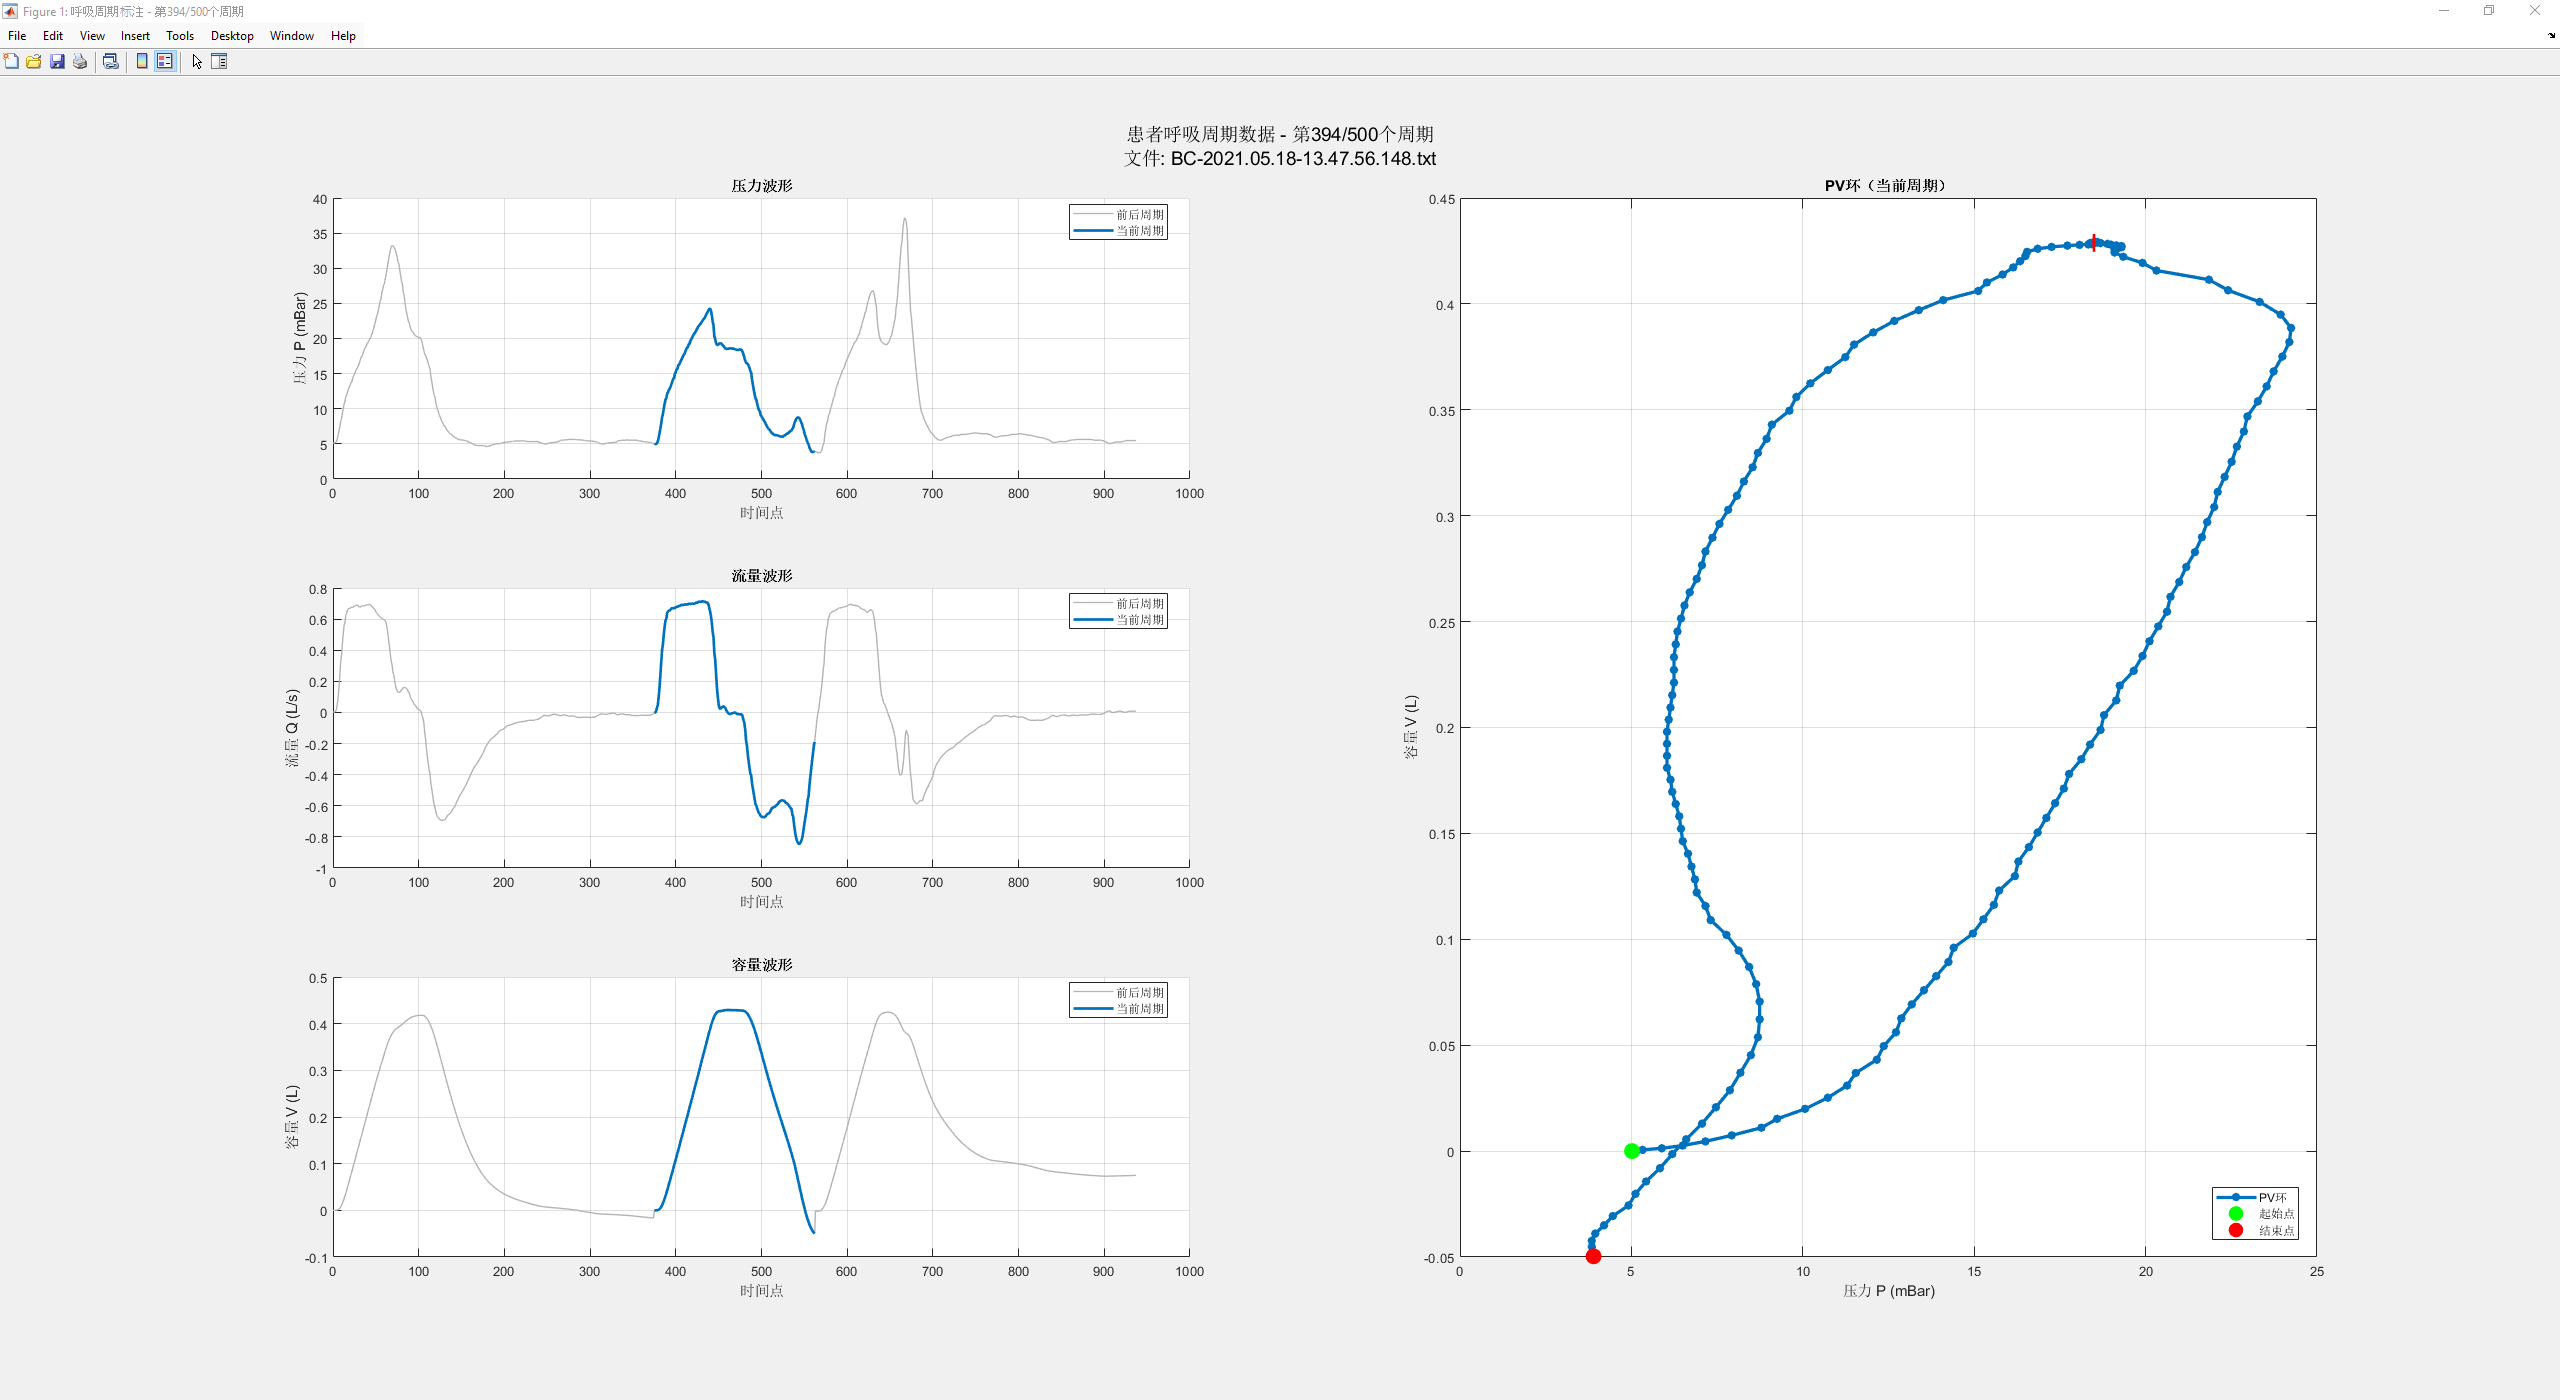 Figure 1: 呼吸周期标注 - 第394/500个周期
File Edit View Insert Tools Desktop Window Help
患者呼吸周期数据 - 第394/500个周期
文件: BC-2021.05.18-13.47.56.148.txt
压力波形
40
35
30
25
20
15
10
5
0
压力 P (mBar)
前后周期
当前周期
0 100 200 300 400 500 600 700 800 900 1000
时间点
流量波形
0.8
0.6
0.4
0.2
0
-0.2
-0.4
-0.6
-0.8
-1
流量 Q (L/s)
前后周期
当前周期
0 100 200 300 400 500 600 700 800 900 1000
时间点
容量波形
0.5
0.4
0.3
0.2
0.1
0
-0.1
容量 V (L)
前后周期
当前周期
0 100 200 300 400 500 600 700 800 900 1000
时间点
PV环（当前周期）
0.45
0.4
0.35
0.3
0.25
0.2
0.15
0.1
0.05
0
-0.05
容量 V (L)
PV环
起始点
结束点
0 5 10 15 20 25
压力 P (mBar)